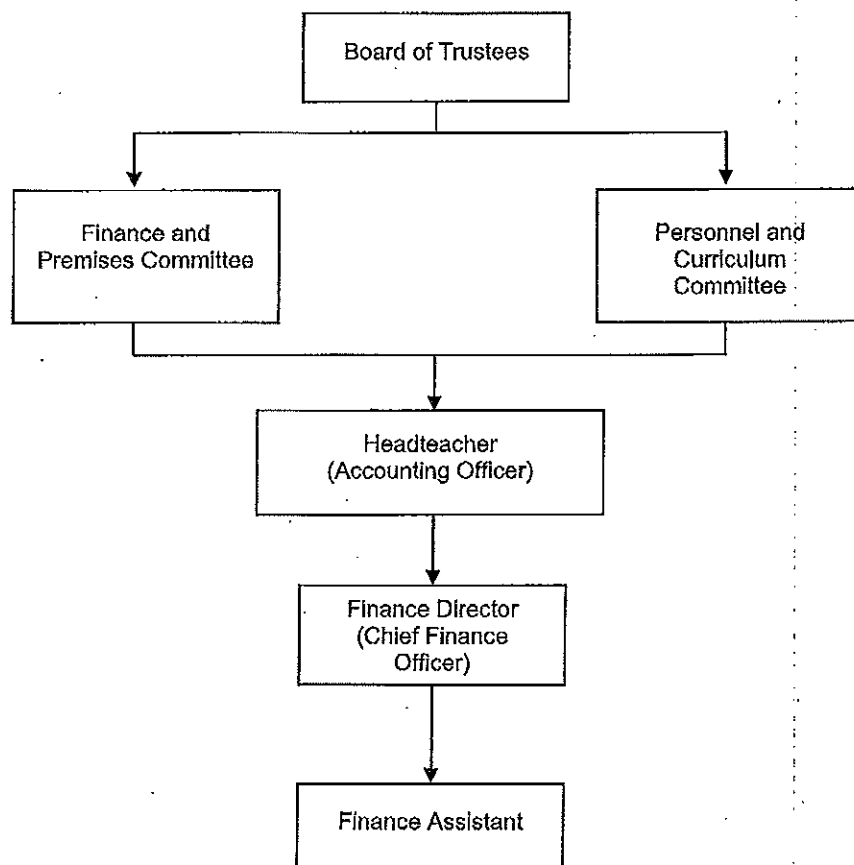 Board of Trustees
Finance and
Premises Committee
Personnel and
Curriculum
Committee
Headteacher
(Accounting Officer)
Finance Director
(Chief Finance
Officer)
Finance Assistant